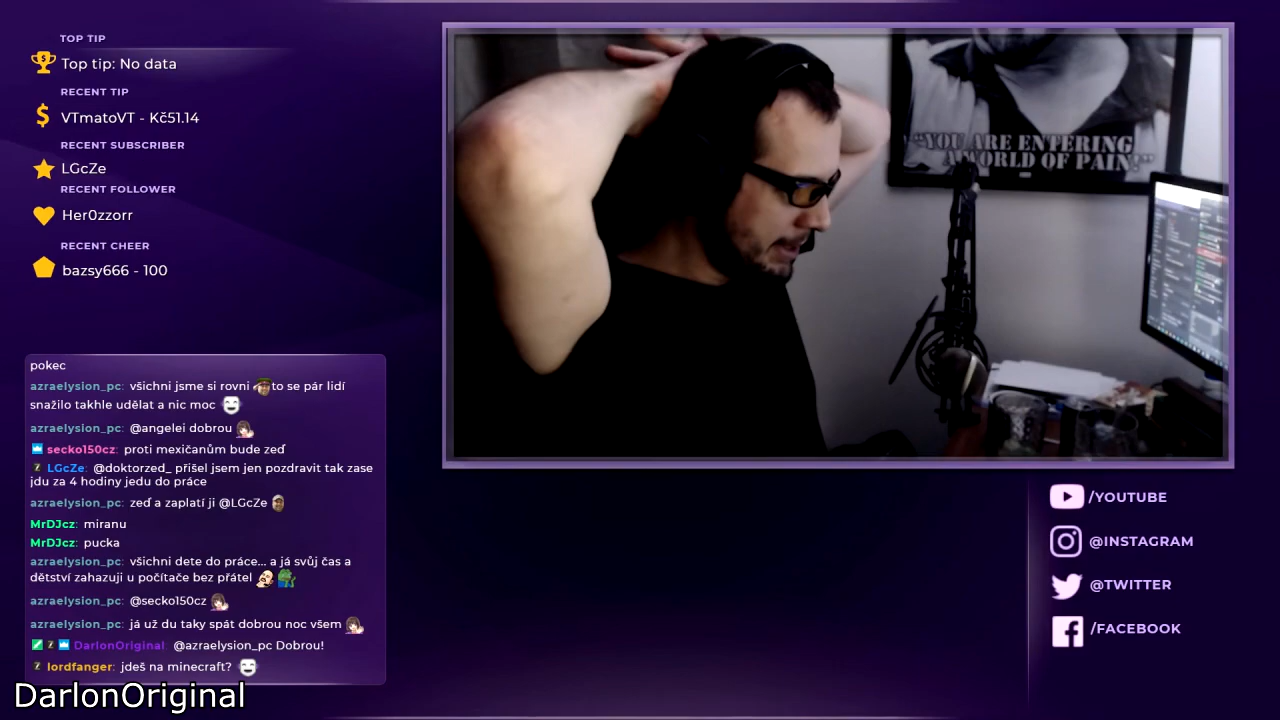 TOP TIP
Top tip: No data
RECENT TIP
VTmatoVT - Kč51.14
RECENT SUBSCRIBER
LGcZe
RECENT FOLLOWER
Her0zzorr
RECENT CHEER
bazsy666 - 100
pokec
azraelysion_pc: všichni jsme si rovni to se pár lidí
snažilo takhle udělat a nic moc
azraelysion_pc: @angelei dobrou
secko150cz: proti mexičanům bude zeď
LGcZe: @doktorzed_ přišel jsem jen pozdravit tak zase
jdu za 4 hodiny jedu do práce
azraelysion_pc: zeď a zaplatí ji @LGcZe
MrDJcz: miranu
MrDJcz: pucka
azraelysion_pc: všichni dete do práce... a já svůj čas a
dětství zahazuji u počítače bez přátel
azraelysion_pc: @secko150cz
azraelysion_pc: já už du taky spát dobrou noc všem
DarlonOriginal: @azraelysion_pc Dobrou!
lordfanger: jdeš na minecraft?
DarlonOriginal
"YOU ARE ENTERING
A WORLD OF PAIN!"
/YOUTUBE
@INSTAGRAM
@TWITTER
/FACEBOOK